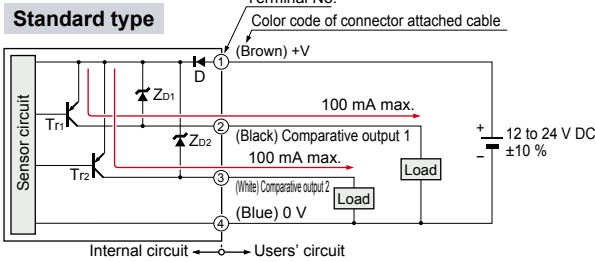 Terminal No.
Standard type
Color code of connector attached cable
1
(Brown) +V
D
ZD1
100 mA max.
Sensor circuit
Tr1
2
(Black) Comparative output 1
ZD2
+
12 to 24 V DC
±10 %
−
100 mA max.
Load
Tr2
3
(White) Comparative output 2
Load
(Blue) 0 V
4
Internal circuit
Users' circuit